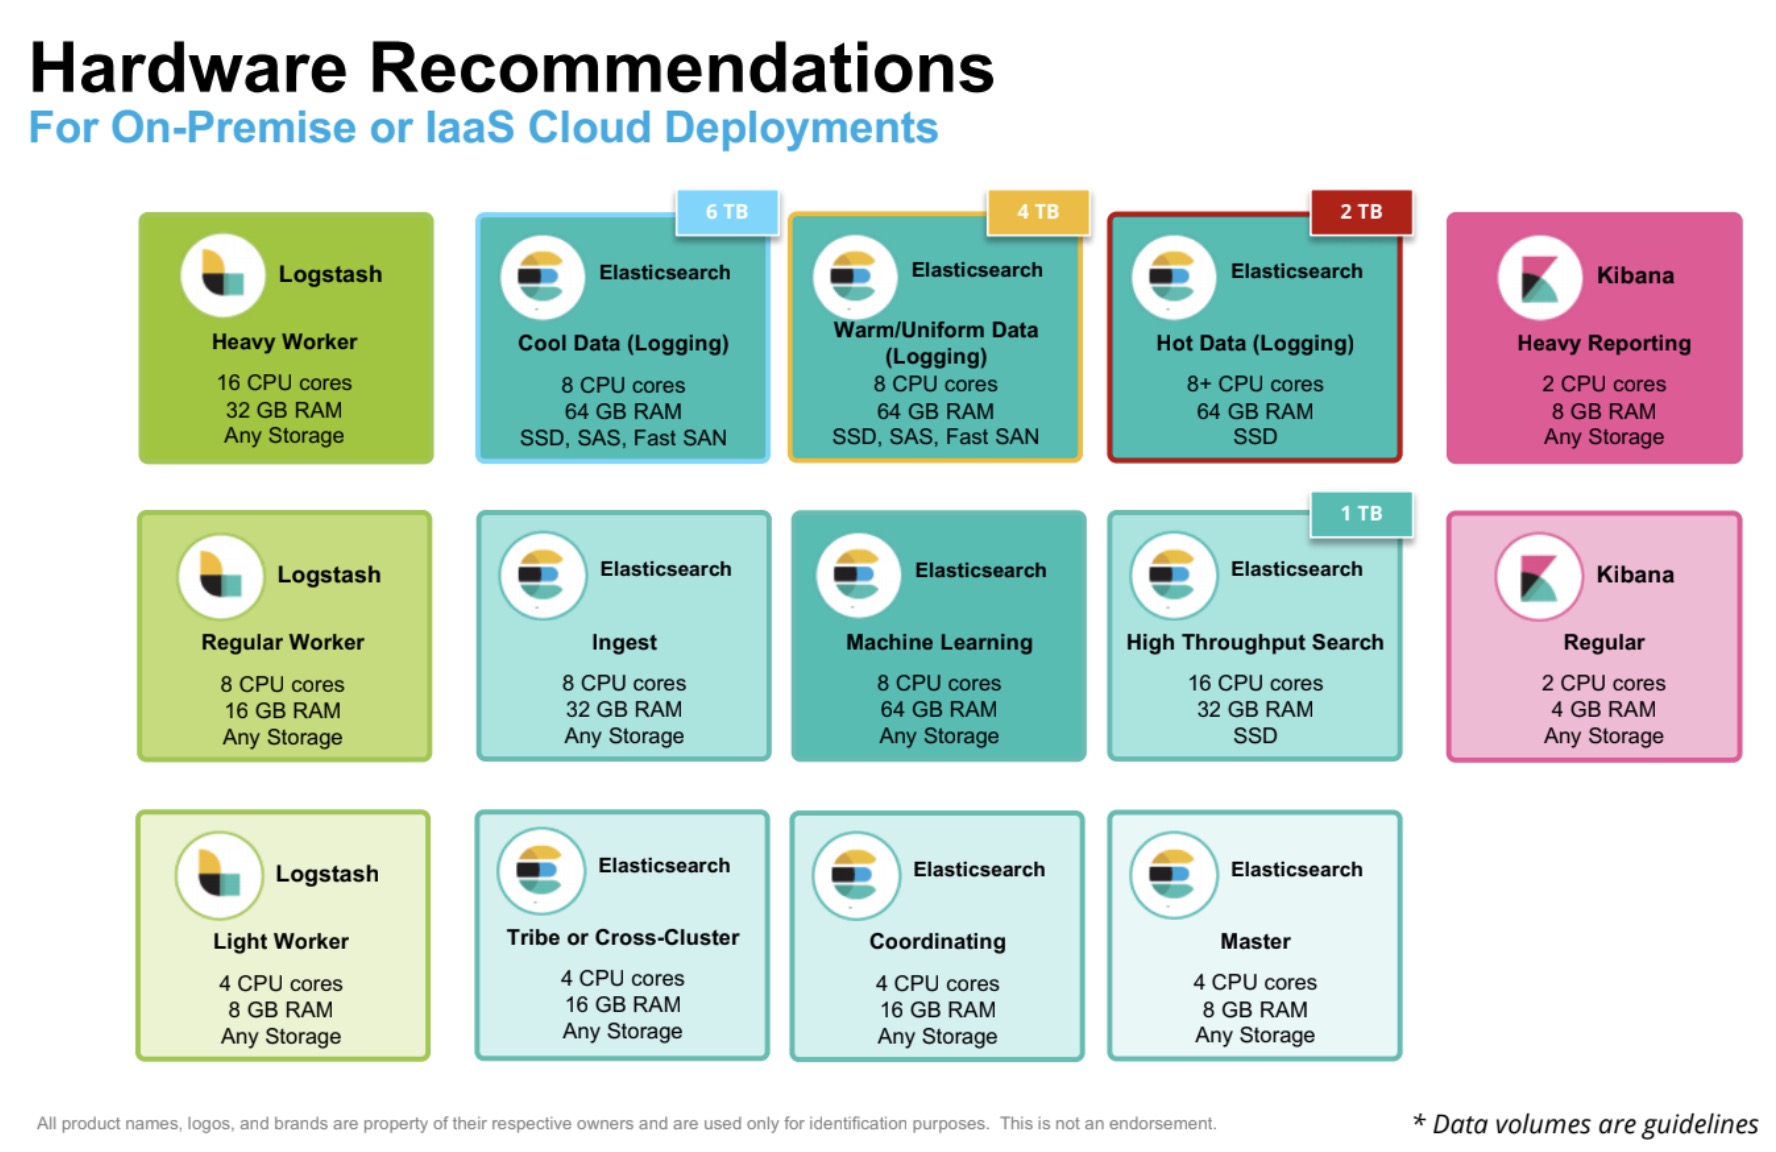 Hardware Recommendations
For On-Premise or IaaS Cloud Deployments
Logstash
Heavy Worker
16 CPU cores
32 GB RAM
Any Storage
6 TB
Elasticsearch
Cool Data (Logging)
8 CPU cores
64 GB RAM
SSD, SAS, Fast SAN
4 TB
Elasticsearch
Warm/Uniform Data
(Logging)
8 CPU cores
64 GB RAM
SSD, SAS, Fast SAN
2 TB
Elasticsearch
Hot Data (Logging)
8+ CPU cores
64 GB RAM
SSD
Kibana
Heavy Reporting
2 CPU cores
8 GB RAM
Any Storage
Logstash
Regular Worker
8 CPU cores
16 GB RAM
Any Storage
Elasticsearch
Ingest
8 CPU cores
32 GB RAM
Any Storage
Elasticsearch
Machine Learning
8 CPU cores
64 GB RAM
Any Storage
1 TB
Elasticsearch
High Throughput Search
16 CPU cores
32 GB RAM
SSD
Kibana
Regular
2 CPU cores
4 GB RAM
Any Storage
Logstash
Light Worker
4 CPU cores
8 GB RAM
Any Storage
Elasticsearch
Tribe or Cross-Cluster
4 CPU cores
16 GB RAM
Any Storage
Elasticsearch
Coordinating
4 CPU cores
16 GB RAM
Any Storage
Elasticsearch
Master
4 CPU cores
8 GB RAM
Any Storage
All product names, logos, and brands are property of their respective owners and are used only for identification purposes.  This is not an endorsement.
* Data volumes are guidelines